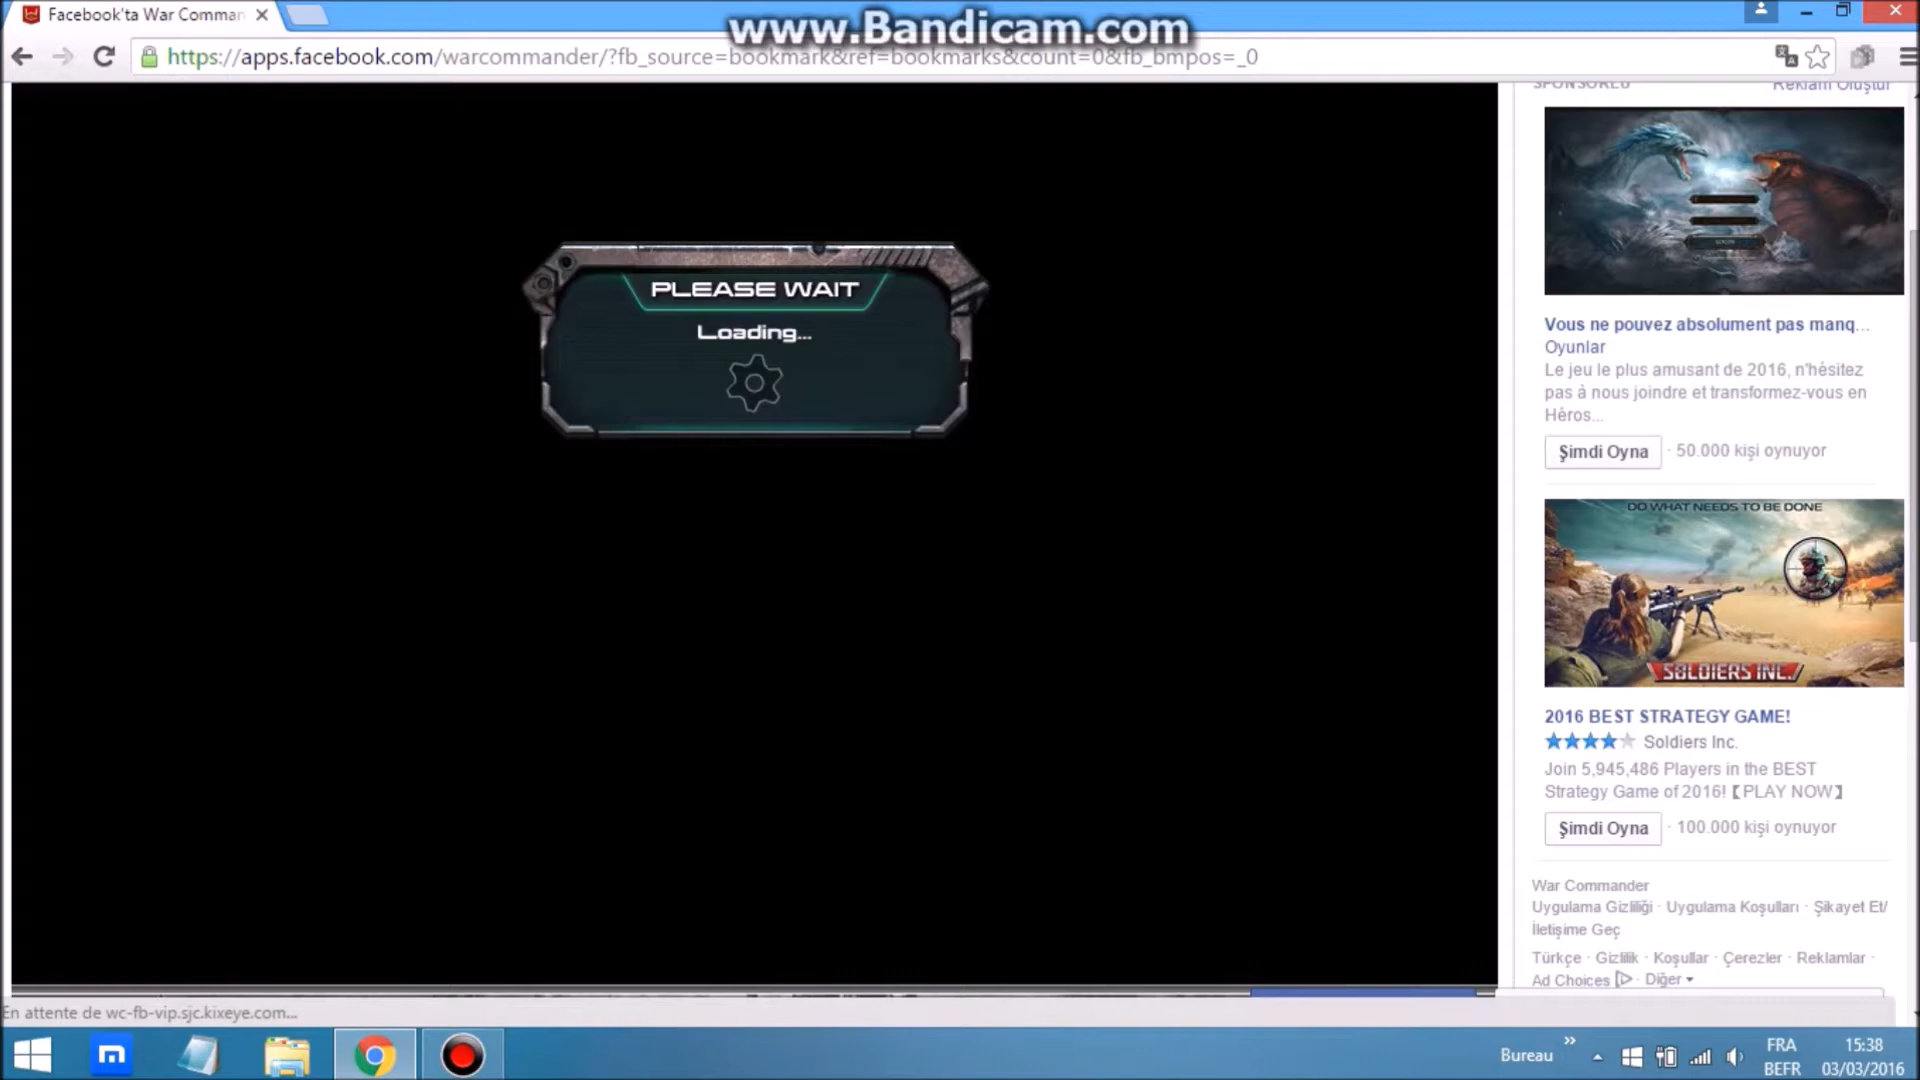 Facebook'ta War Comman
www.Bandicam.com
https://apps.facebook.com/warcommander/?fb_source=bookmark&ref=bookmarks&count=0&fb_bmpos=_0
SPONSORED
Reklam Oluştur
PLEASE WAIT
Loading...
Vous ne pouvez absolument pas manq...
Oyunlar
Le jeu le plus amusant de 2016, n'hésitez
pas à nous joindre et transformez-vous en
Héros...
Şimdi Oyna · 50.000 kişi oynuyor
DO WHAT NEEDS TO BE DONE
SOLDIERS INC.
2016 BEST STRATEGY GAME!
Soldiers Inc.
Join 5,945,486 Players in the BEST
Strategy Game of 2016!【PLAY NOW】
Şimdi Oyna · 100.000 kişi oynuyor
War Commander
Uygulama Gizliliği · Uygulama Koşulları · Şikayet Et/
İletişime Geç
Türkçe · Gizlilik · Koşullar · Çerezler · Reklamlar ·
Ad Choices · Diğer
En attente de wc-fb-vip.sjc.kixeye.com...
Bureau
FRA
BEFR
15:38
03/03/2016